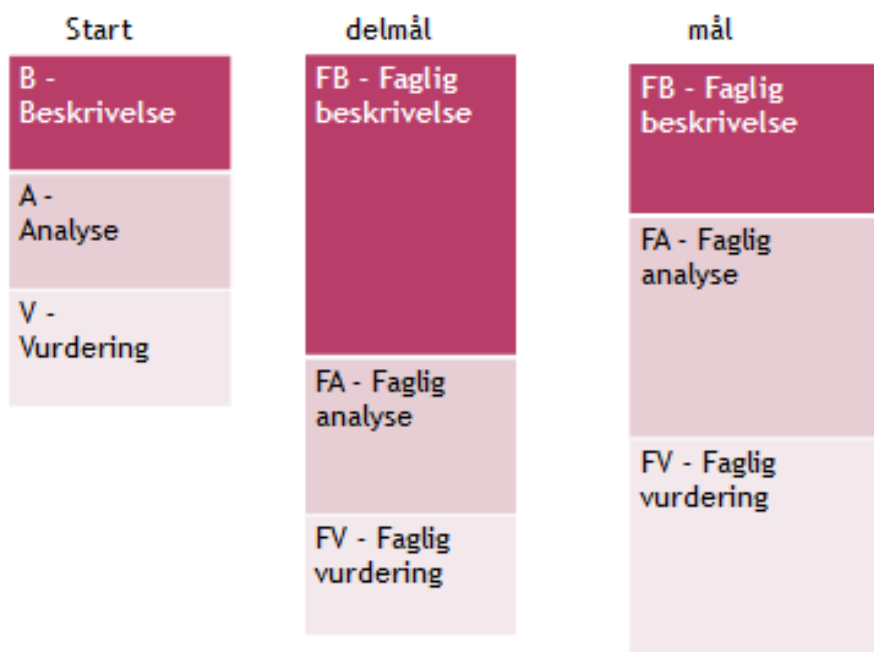 Start
B -
Beskrivelse
A -
Analyse
V -
Vurdering
delmål
FB - Faglig
beskrivelse
FA - Faglig
analyse
FV - Faglig
vurdering
mål
FB - Faglig
beskrivelse
FA - Faglig
analyse
FV - Faglig
vurdering